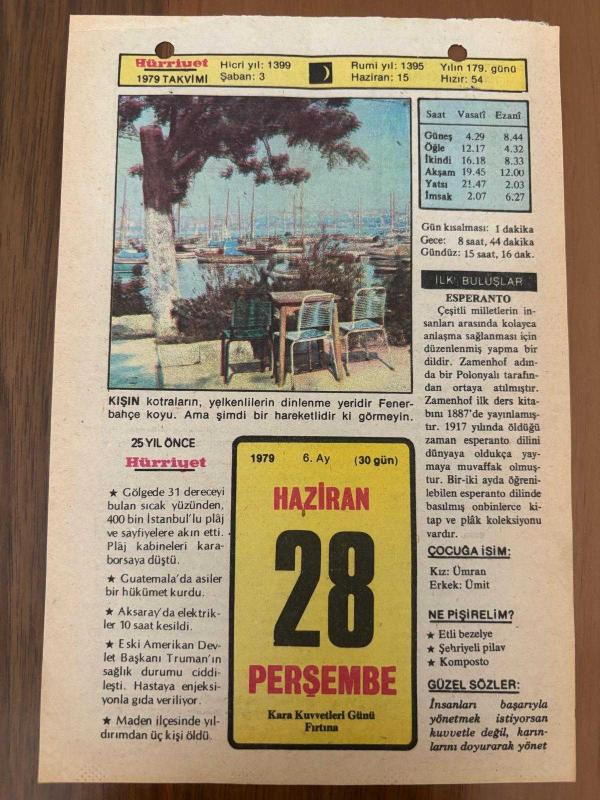 Hürriyet
1979 TAKVİMİ
Hicri yıl: 1399
Şaban: 3
Rumi yıl: 1395
Haziran: 15
Yılın 179. günü
Hızır: 54
Saat Vasatî Ezanî
Güneş 4.29 8.44
Öğle 12.17 4.32
İkindi 16.18 8.33
Akşam 19.45 12.00
Yatsı 21.47 2.03
İmsak 2.07 6.27
Gün kısalması: 1 dakika
Gece: 8 saat, 44 dakika
Gündüz: 15 saat, 16 dak.
KIŞIN kotraların, yelkenlilerin dinlenme yeridir Fener-
bahçe koyu. Ama şimdi bir hareketlidir ki görmeyin.
25 YIL ÖNCE
Hürriyet
★ Gölgede 31 dereceyi
bulan sıcak yüzünden,
400 bin İstanbul'lu plâj
ve sayfiyelere akın etti.
Plâj kabineleri kara-
borsaya düştü.
★ Guatemala'da asiler
bir hükümet kurdu.
★ Aksaray'da elektrik-
ler 10 saat kesildi.
★ Eski Amerikan Dev-
let Başkanı Truman'ın
sağlık durumu ciddi-
leşti. Hastaya enjeksi-
yonla gıda veriliyor.
★ Maden ilçesinde yıl-
dırımdan üç kişi öldü.
1979 6. Ay (30 gün)
HAZİRAN
28
PERŞEMBE
Kara Kuvvetleri Günü
Fırtına
İLK BULUŞLAR
ESPERANTO
Çeşitli milletlerin in-
sanları arasında kolayca
anlaşma sağlanması için
düzenlenmiş yapma bir
dildir. Zamenhof adın-
da bir Polonyalı tarafın-
dan ortaya atılmıştır.
Zamenhof ilk ders kita-
bını 1887'de yayınlamış-
tır. 1917 yılında öldüğü
zaman esperanto dilini
dünyaya oldukça yay-
maya muvaffak olmuş-
tur. Bir-iki ayda öğreni-
lebilen esperanto dilinde
basılmış onbinlerce ki-
tap ve plâk koleksiyonu
vardır.
ÇOCUĞA İSİM:
Kız: Ümran
Erkek: Ümit
NE PİŞİRELİM?
★ Etli bezelye
★ Şehriyeli pilav
★ Komposto
GÜZEL SÖZLER:
İnsanları başarıyla
yönetmek istiyorsan
kuvvetle değil, karın-
larını doyurarak yönet